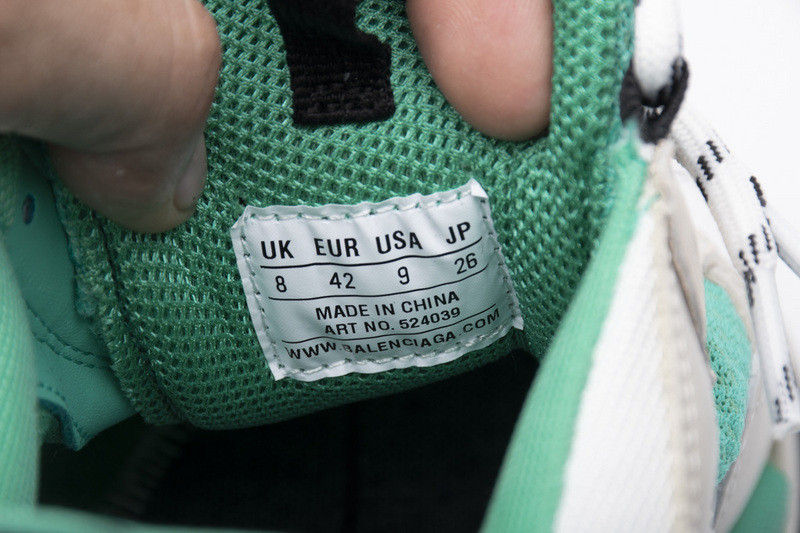 UK EUR USA JP
8 42 9 26
MADE IN CHINA
ART NO. 524039
WWW.BALENCIAGA.COM